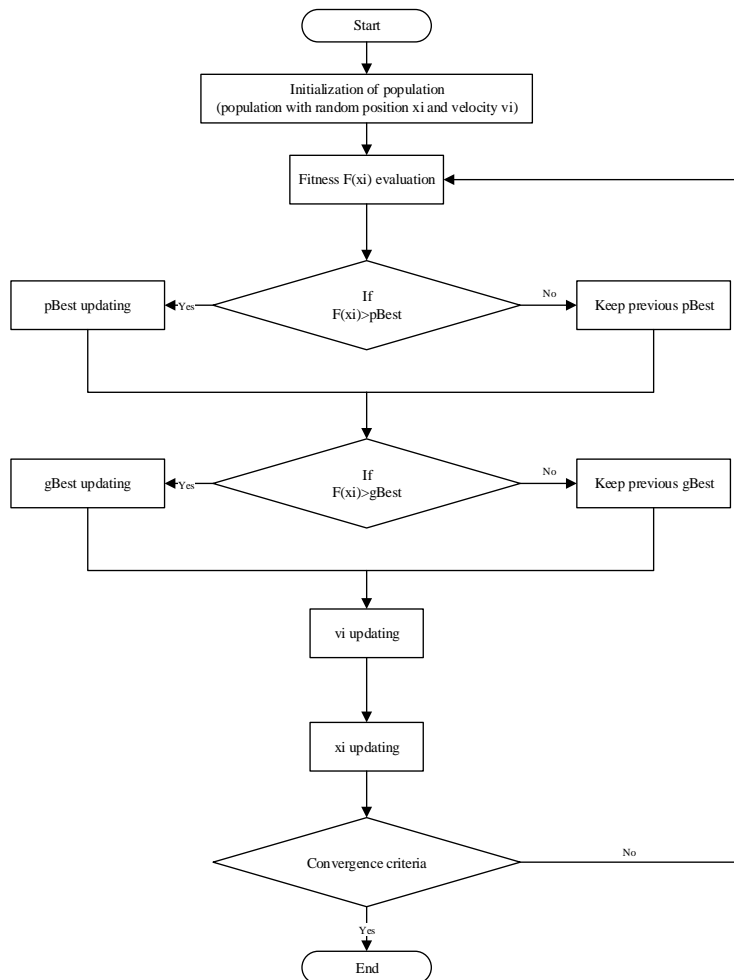 Start
Initialization of population
(population with random position xi and velocity vi)
Fitness F(xi) evaluation
If
F(xi)>pBest
Yes
pBest updating
No
Keep previous pBest
If
F(xi)>gBest
Yes
gBest updating
No
Keep previous gBest
vi updating
xi updating
Convergence criteria
No
Yes
End